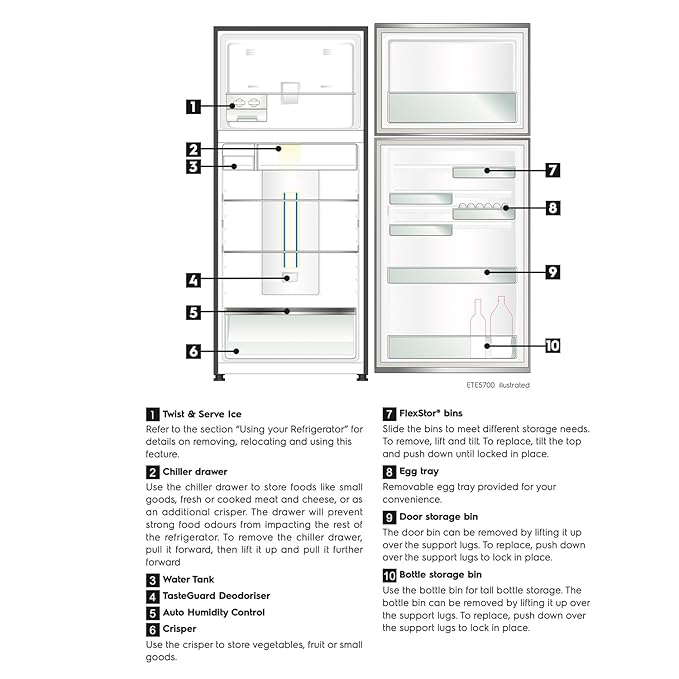 1
2
3
4
5
6
7
8
9
10
ETE5700 illustrated
1 Twist & Serve Ice
Refer to the section "Using your Refrigerator" for
details on removing, relocating and using this
feature.
2 Chiller drawer
Use the chiller drawer to store foods like small
goods, fresh or cooked meat and cheese, or as
an additional crisper. The drawer will prevent
strong food odours from impacting the rest of
the refrigerator. To remove the chiller drawer,
pull it forward, then lift it up and pull it further
forward
3 Water Tank
4 TasteGuard Deodoriser
5 Auto Humidity Control
6 Crisper
Use the crisper to store vegetables, fruit or small
goods.
7 FlexStor® bins
Slide the bins to meet different storage needs.
To remove, lift and tilt. To replace, tilt the top
and push down until locked in place.
8 Egg tray
Removable egg tray provided for your
convenience.
9 Door storage bin
The door bin can be removed by lifting it up
over the support lugs. To replace, push down
over the support lugs to lock in place.
10 Bottle storage bin
Use the bottle bin for tall bottle storage. The
bottle bin can be removed by lifting it up over
the support lugs. To replace, push down over
the support lugs to lock in place.